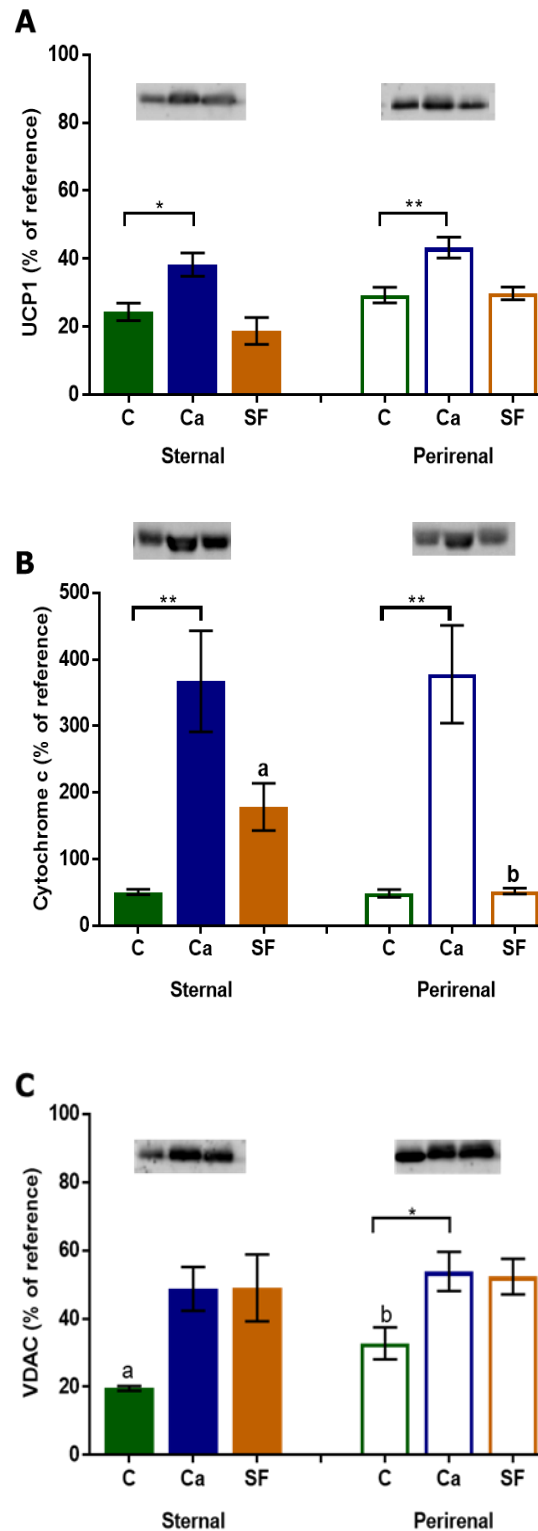 A
UCP1 (% of reference)
100
80
60
40
20
0
*
**
C Ca SF C Ca SF
Sternal Perirenal
B
Cytochrome c (% of reference)
500
400
300
200
100
0
**
**
a
b
C Ca SF C Ca SF
Sternal Perirenal
C
VDAC (% of reference)
100
80
60
40
20
0
*
a
b
C Ca SF C Ca SF
Sternal Perirenal